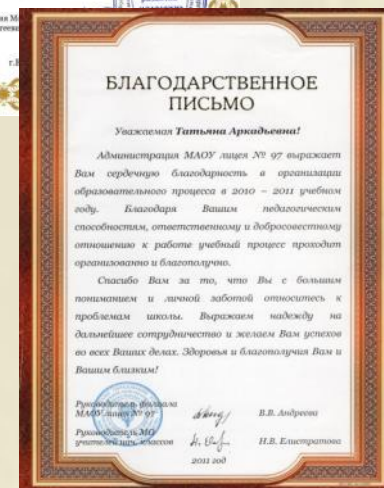 БЛАГОДАРСТВЕННОЕ
ПИСЬМО
Уважаемая Татьяна Аркадьевна!
Администрация МАОУ лицея № 97 выражает
Вам сердечную благодарность в организации
образовательного процесса в 2010 – 2011 учебном
году. Благодаря Вашим педагогическим
способностям, ответственному и добросовестному
отношению к работе учебный процесс проходит
организованно и благополучно.
Спасибо Вам за то, что Вы с большим
пониманием и личной заботой относитесь к
проблемам школы. Выражаем надежду на
дальнейшее сотрудничество и желаем Вам успехов
во всех Ваших делах. Здоровья и благополучия Вам и
Вашим близким!
Руководитель филиала
МАОУ лицея № 97 В.В. Андреева
Руководитель МО
учителей нач. классов Н.В. Елистратова
2011 год